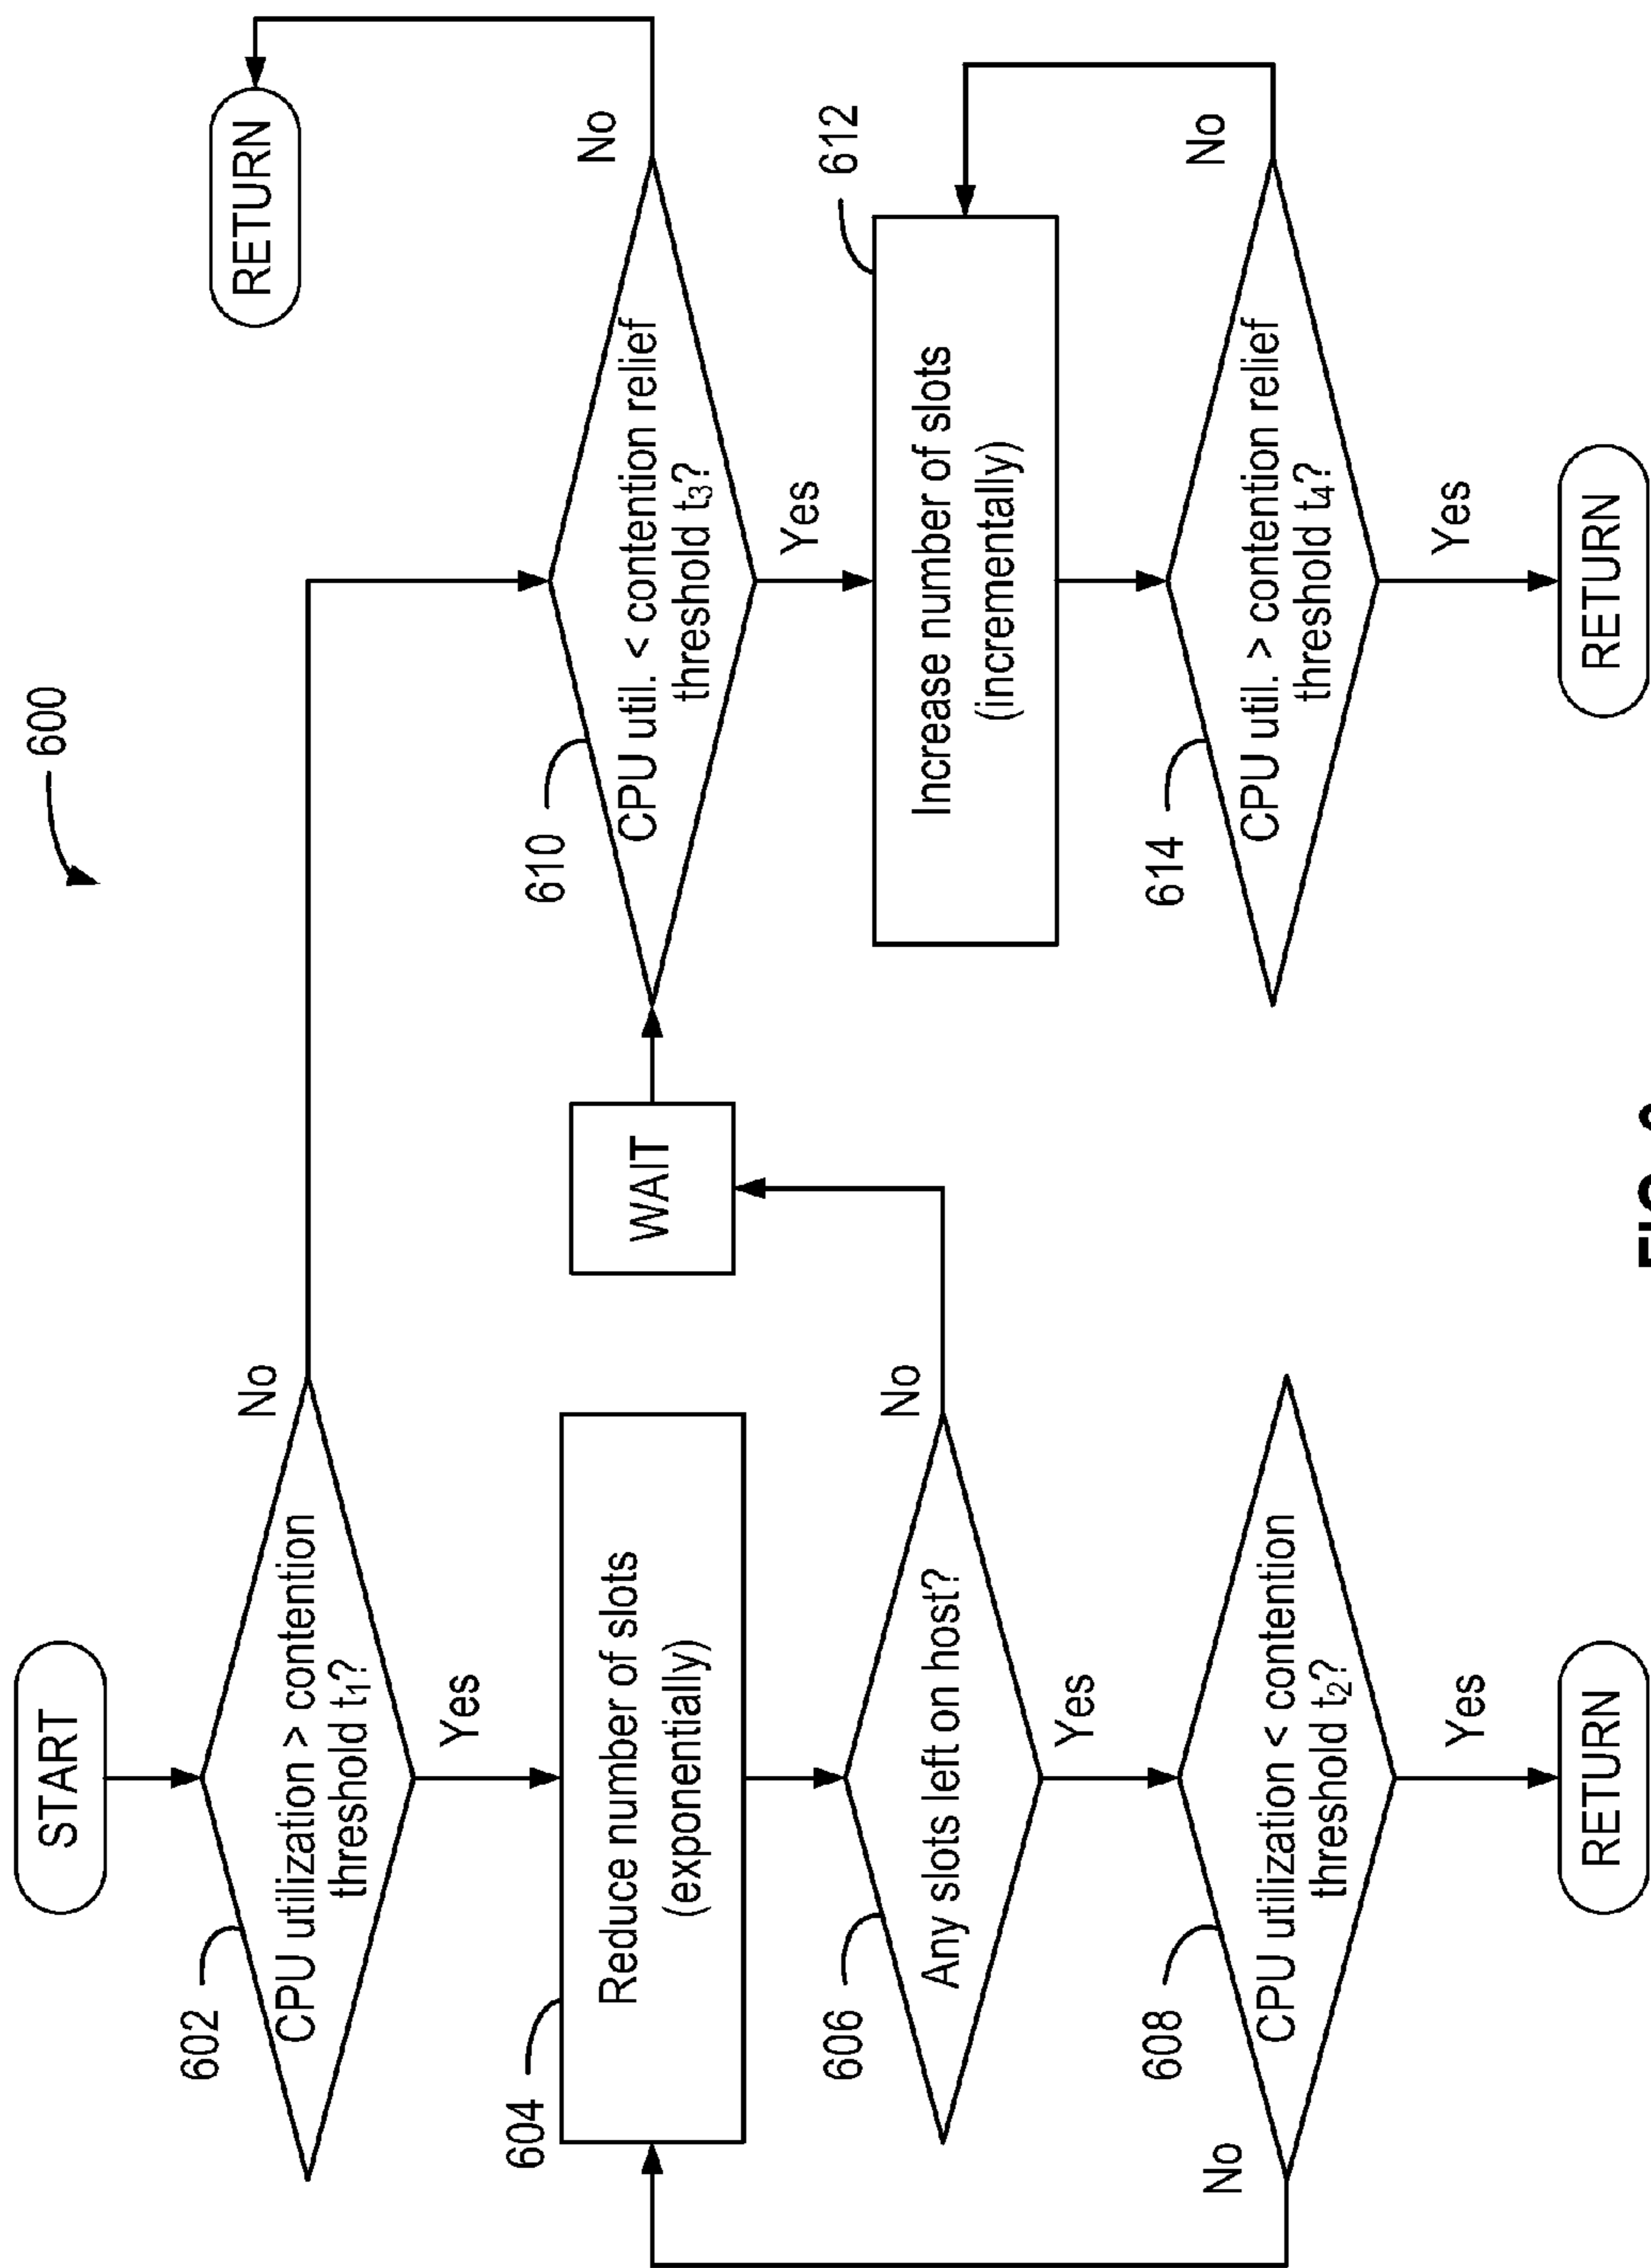 600
START
602
CPU utilization > contention
threshold t₁?
No
Yes
604
Reduce number of slots
(exponentially)
606
Any slots left on host?
No
Yes
608
CPU utilization < contention
threshold t₂?
No
Yes
RETURN
WAIT
610
CPU util. < contention relief
threshold t₃?
No
RETURN
Yes
612
Increase number of slots
(incrementally)
614
CPU util. > contention relief
threshold t₄?
No
Yes
RETURN
FIG.